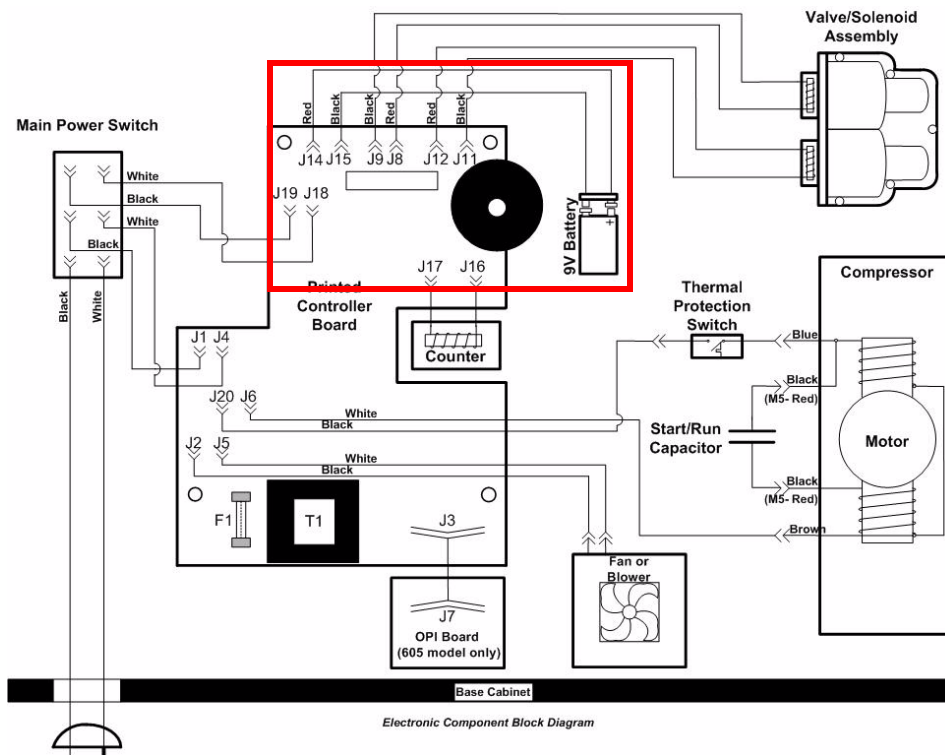 Valve/Solenoid
Assembly
Main Power Switch
Red
Black
Black
Red
Red
Black
J14
J15
J9
J8
J12
J11
White
Black
White
Black
J19
J18
9V Battery
+
J17
J16
Black
White
Printed
Controller
Board
Counter
Thermal
Protection
Switch
Compressor
Blue
J1
J4
Black
(M5- Red)
J20
J6
White
Black
Start/Run
Capacitor
Motor
J2
J5
White
Black
Black
(M5- Red)
F1
T1
J3
Brown
Fan or
Blower
J7
OPI Board
(605 model only)
Base Cabinet
Electronic Component Block Diagram